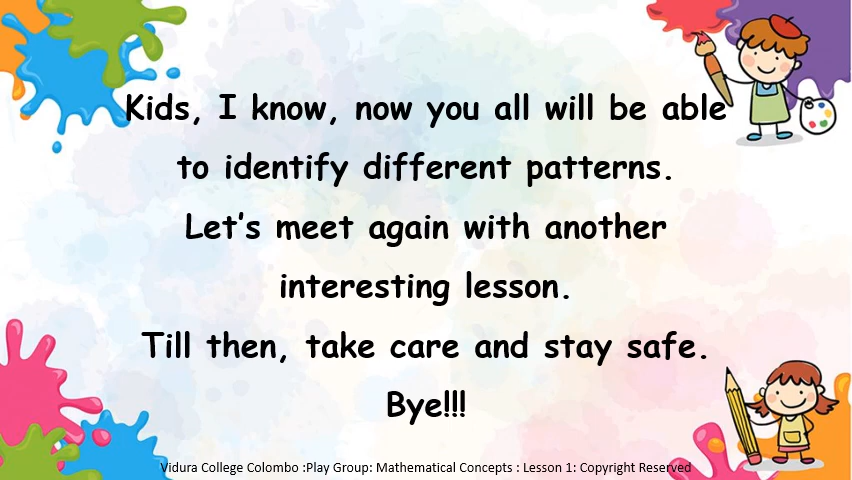 Kids, I know, now you all will be able
to identify different patterns.
Let’s meet again with another
interesting lesson.
Till then, take care and stay safe.
Bye!!!
Vidura College Colombo :Play Group: Mathematical Concepts : Lesson 1: Copyright Reserved